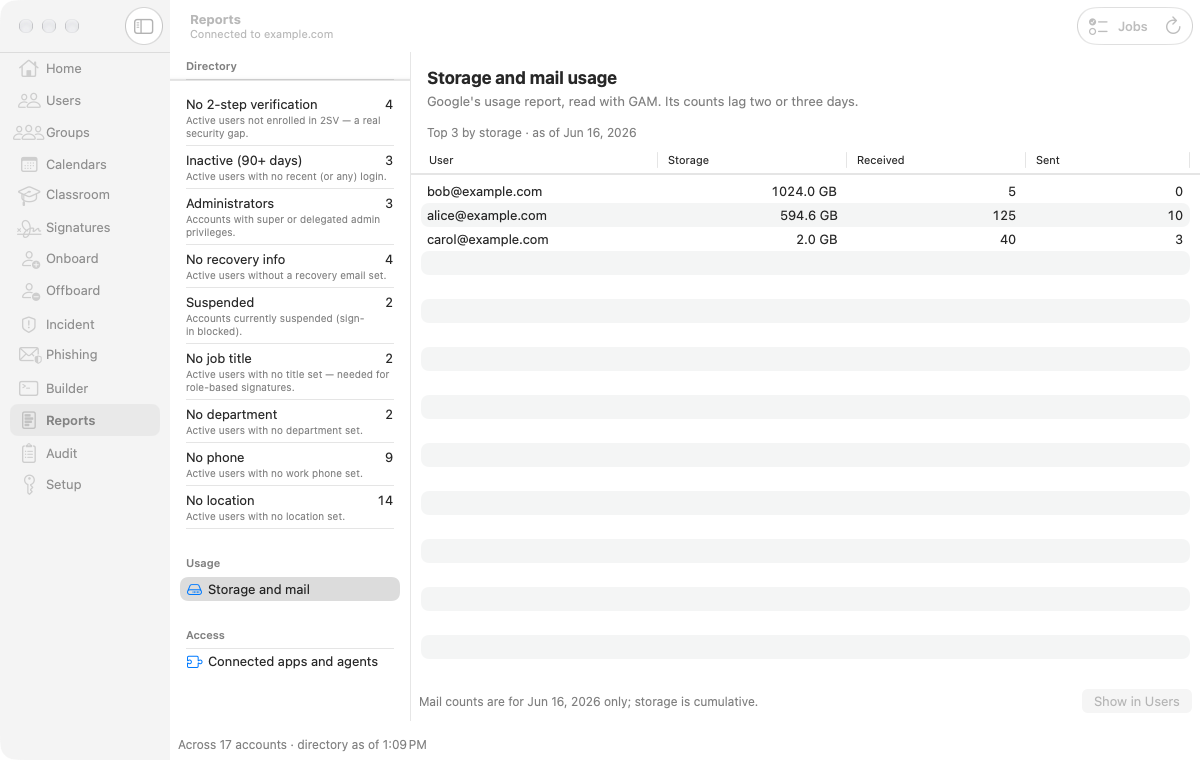 Reports
Connected to example.com
Jobs
Home
Users
Groups
Calendars
Classroom
Signatures
Onboard
Offboard
Incident
Phishing
Builder
Reports
Audit
Setup
Directory
No 2-step verification 4
Active users not enrolled in 2SV — a real
security gap.
Inactive (90+ days) 3
Active users with no recent (or any) login.
Administrators 3
Accounts with super or delegated admin
privileges.
No recovery info 4
Active users without a recovery email set.
Suspended 2
Accounts currently suspended (sign-
in blocked).
No job title 2
Active users with no title set — needed for
role-based signatures.
No department 2
Active users with no department set.
No phone 9
Active users with no work phone set.
No location 14
Active users with no location set.
Usage
Storage and mail
Access
Connected apps and agents
Storage and mail usage
Google's usage report, read with GAM. Its counts lag two or three days.
Top 3 by storage · as of Jun 16, 2026
User Storage Received Sent
bob@example.com 1024.0 GB 5 0
alice@example.com 594.6 GB 125 10
carol@example.com 2.0 GB 40 3
Mail counts are for Jun 16, 2026 only; storage is cumulative.
Show in Users
Across 17 accounts · directory as of 1:09 PM